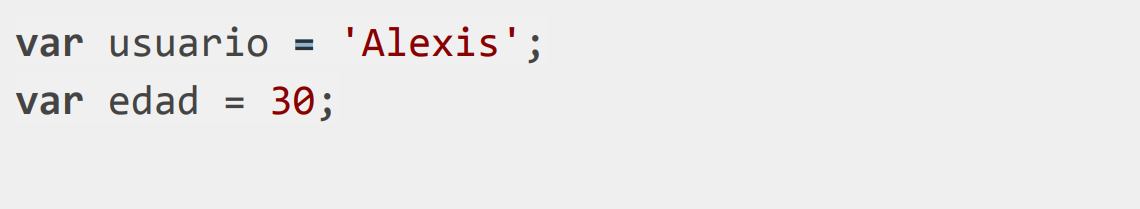 var usuario = 'Alexis';
var edad = 30;